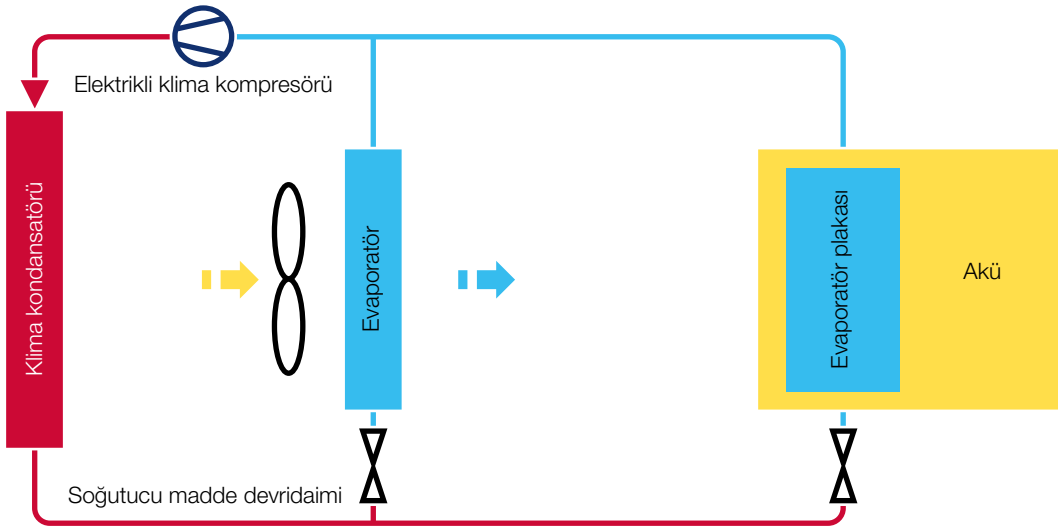 Elektrikli klima kompresörü
Klima kondansatörü
Evaporatör
Evaporatör plakası
Akü
Soğutucu madde devridaimi